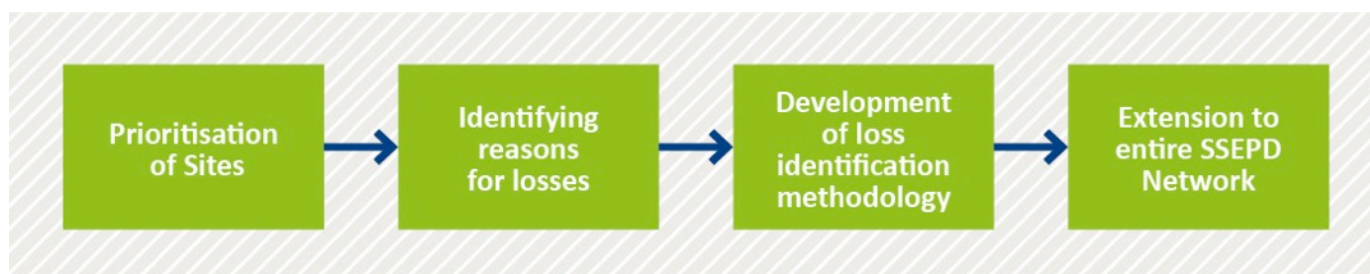 Prioritisation
of Sites
Identifying
reasons
for losses
Development
of loss
identification
methodology
Extension to
entire SSEPD
Network